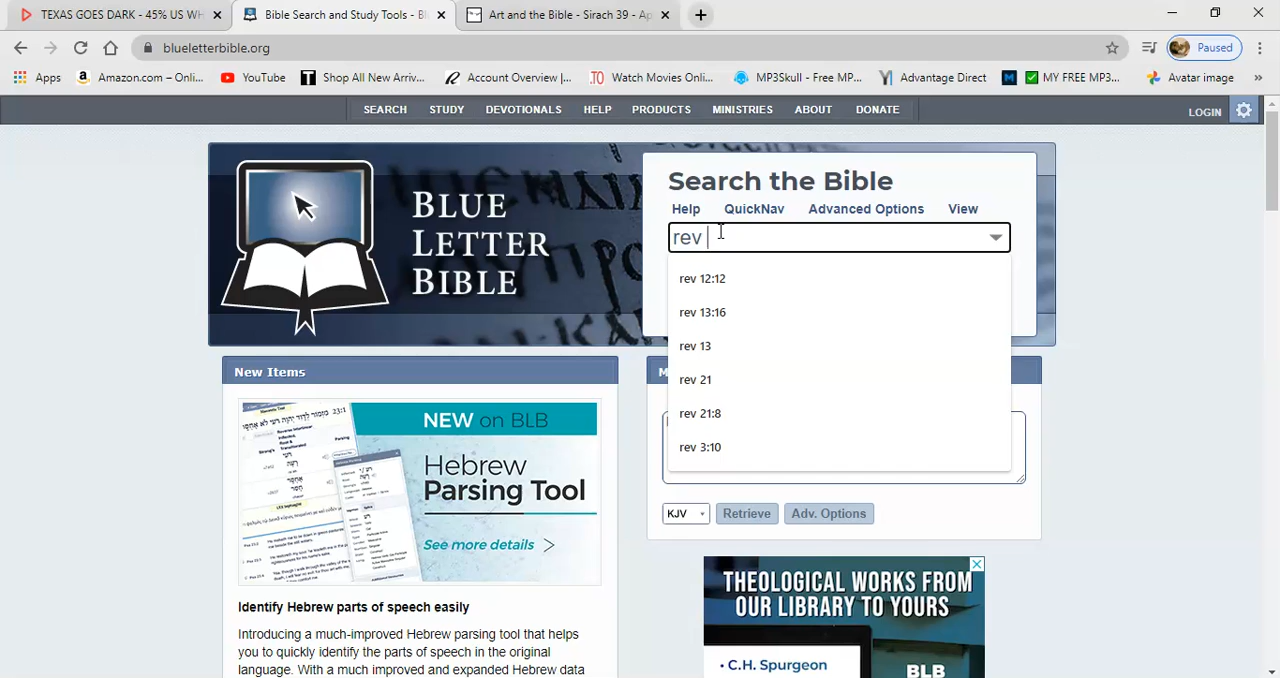 TEXAS GOES DARK - 45% US WH
Bible Search and Study Tools - Bl
Art and the Bible - Sirach 39 - Ap
blueletterbible.org
Paused
Apps
Amazon.com – Onli...
YouTube
Shop All New Arriv...
Account Overview |...
Watch Movies Onli...
MP3Skull - Free MP...
Advantage Direct
MY FREE MP3...
Avatar image
»
SEARCH STUDY DEVOTIONALS HELP PRODUCTS MINISTRIES ABOUT DONATE
LOGIN
BLUE
LETTER
BIBLE
Search the Bible
Help QuickNav Advanced Options View
rev
rev 12:12
rev 13:16
rev 13
rev 21
rev 21:8
rev 3:10
KJV Retrieve Adv. Options
New Items
NEW on BLB
Hebrew
Parsing Tool
See more details >
Identify Hebrew parts of speech easily
Introducing a much-improved Hebrew parsing tool that helps
you to quickly identify the parts of speech in the original
language. With a much improved and expanded Hebrew data
THEOLOGICAL WORKS FROM
OUR LIBRARY TO YOURS
• C.H. Spurgeon
BLB